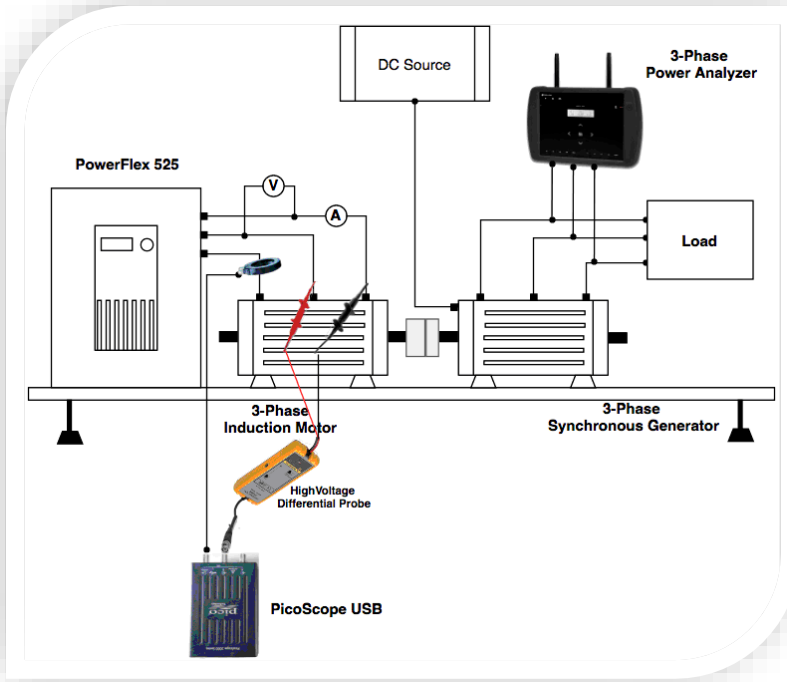 DC Source
3-Phase
Power Analyzer
PowerFlex 525
V
A
Load
3-Phase
Induction Motor
3-Phase
Synchronous Generator
HighVoltage
Differential Probe
pico
PicoScope USB